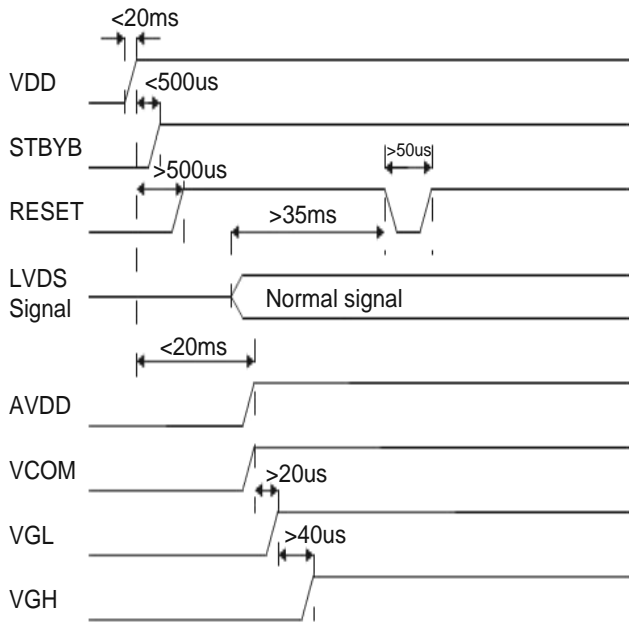 <20ms
VDD
<500us
STBYB
>50us
>500us
RESET
>35ms
LVDS
Signal
Normal signal
<20ms
AVDD
VCOM
>20us
VGL
>40us
VGH